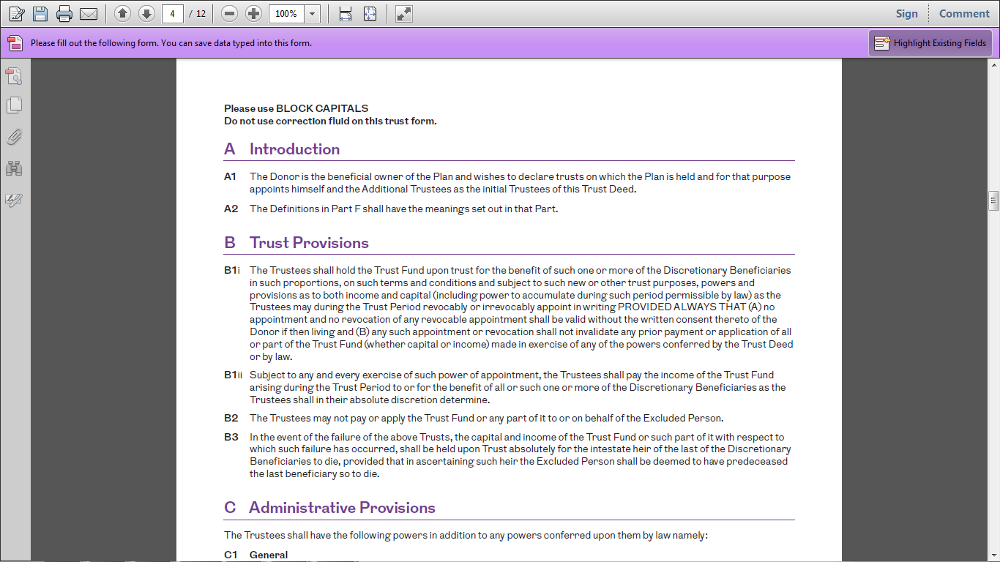 4 / 12 100% Sign Comment
Please fill out the following form. You can save data typed into this form. Highlight Existing Fields
Please use BLOCK CAPITALS
Do not use correction fluid on this trust form.
A Introduction
A1 The Donor is the beneficial owner of the Plan and wishes to declare trusts on which the Plan is held and for that purpose
appoints himself and the Additional Trustees as the initial Trustees of this Trust Deed.
A2 The Definitions in Part F shall have the meanings set out in that Part.
B Trust Provisions
B1i The Trustees shall hold the Trust Fund upon trust for the benefit of such one or more of the Discretionary Beneficiaries
in such proportions, on such terms and conditions and subject to such new or other trust purposes, powers and
provisions as to both income and capital (including power to accumulate during such period permissible by law) as the
Trustees may during the Trust Period revocably or irrevocably appoint in writing PROVIDED ALWAYS THAT (A) no
appointment and no revocation of any revocable appointment shall be valid without the written consent thereto of the
Donor if then living and (B) any such appointment or revocation shall not invalidate any prior payment or application of all
or part of the Trust Fund (whether capital or income) made in exercise of any of the powers conferred by the Trust Deed
or by law.
B1ii Subject to any and every exercise of such power of appointment, the Trustees shall pay the income of the Trust Fund
arising during the Trust Period to or for the benefit of all or such one or more of the Discretionary Beneficiaries as the
Trustees shall in their absolute discretion determine.
B2 The Trustees may not pay or apply the Trust Fund or any part of it to or on behalf of the Excluded Person.
B3 In the event of the failure of the above Trusts, the capital and income of the Trust Fund or such part of it with respect to
which such failure has occurred, shall be held upon Trust absolutely for the intestate heir of the last of the Discretionary
Beneficiaries to die, provided that in ascertaining such heir the Excluded Person shall be deemed to have predeceased
the last beneficiary so to die.
C Administrative Provisions
The Trustees shall have the following powers in addition to any powers conferred upon them by law namely:
C1 General